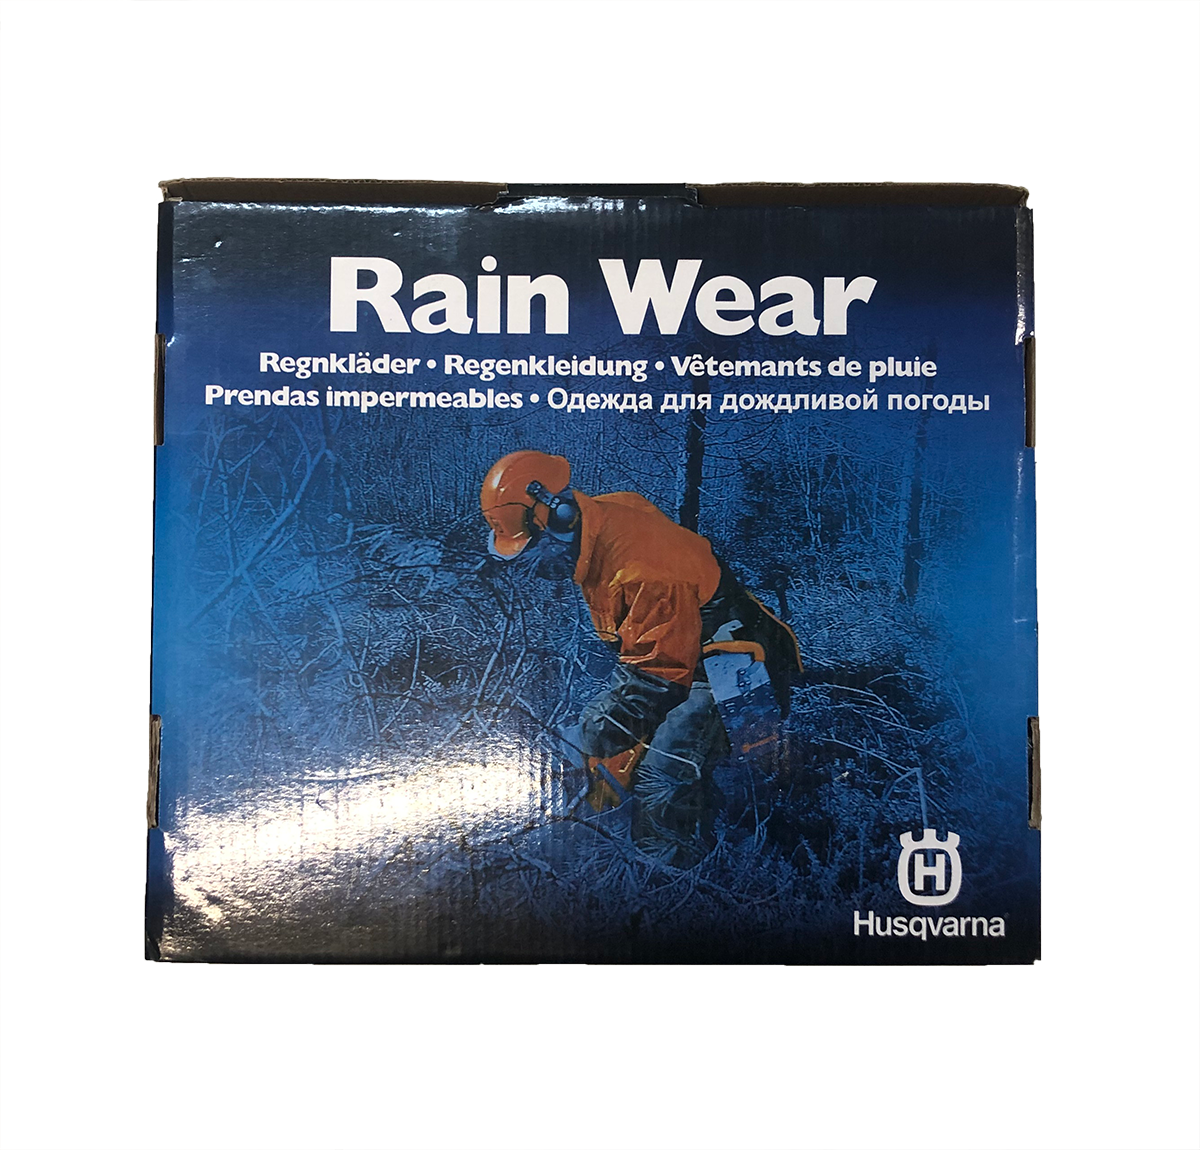 Rain Wear
Regnkläder • Regenkleidung • Vêtemants de pluie
Prendas impermeables • Одежда для дождливой погоды
H
Husqvarna